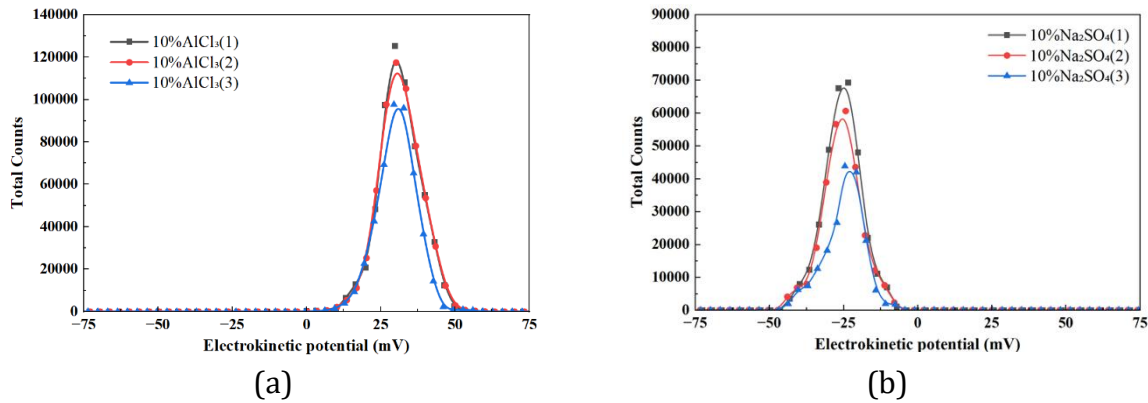 140000
120000
100000
80000
60000
40000
20000
0
Total Counts
10%AlCl₃(1)
10%AlCl₃(2)
10%AlCl₃(3)
−75 −50 −25 0 25 50 75
Electrokinetic potential (mV)
(a)
90000
80000
70000
60000
50000
40000
30000
20000
10000
0
Total Counts
10%Na₂SO₄(1)
10%Na₂SO₄(2)
10%Na₂SO₄(3)
−75 −50 −25 0 25 50 75
Electrokinetic potential (mV)
(b)